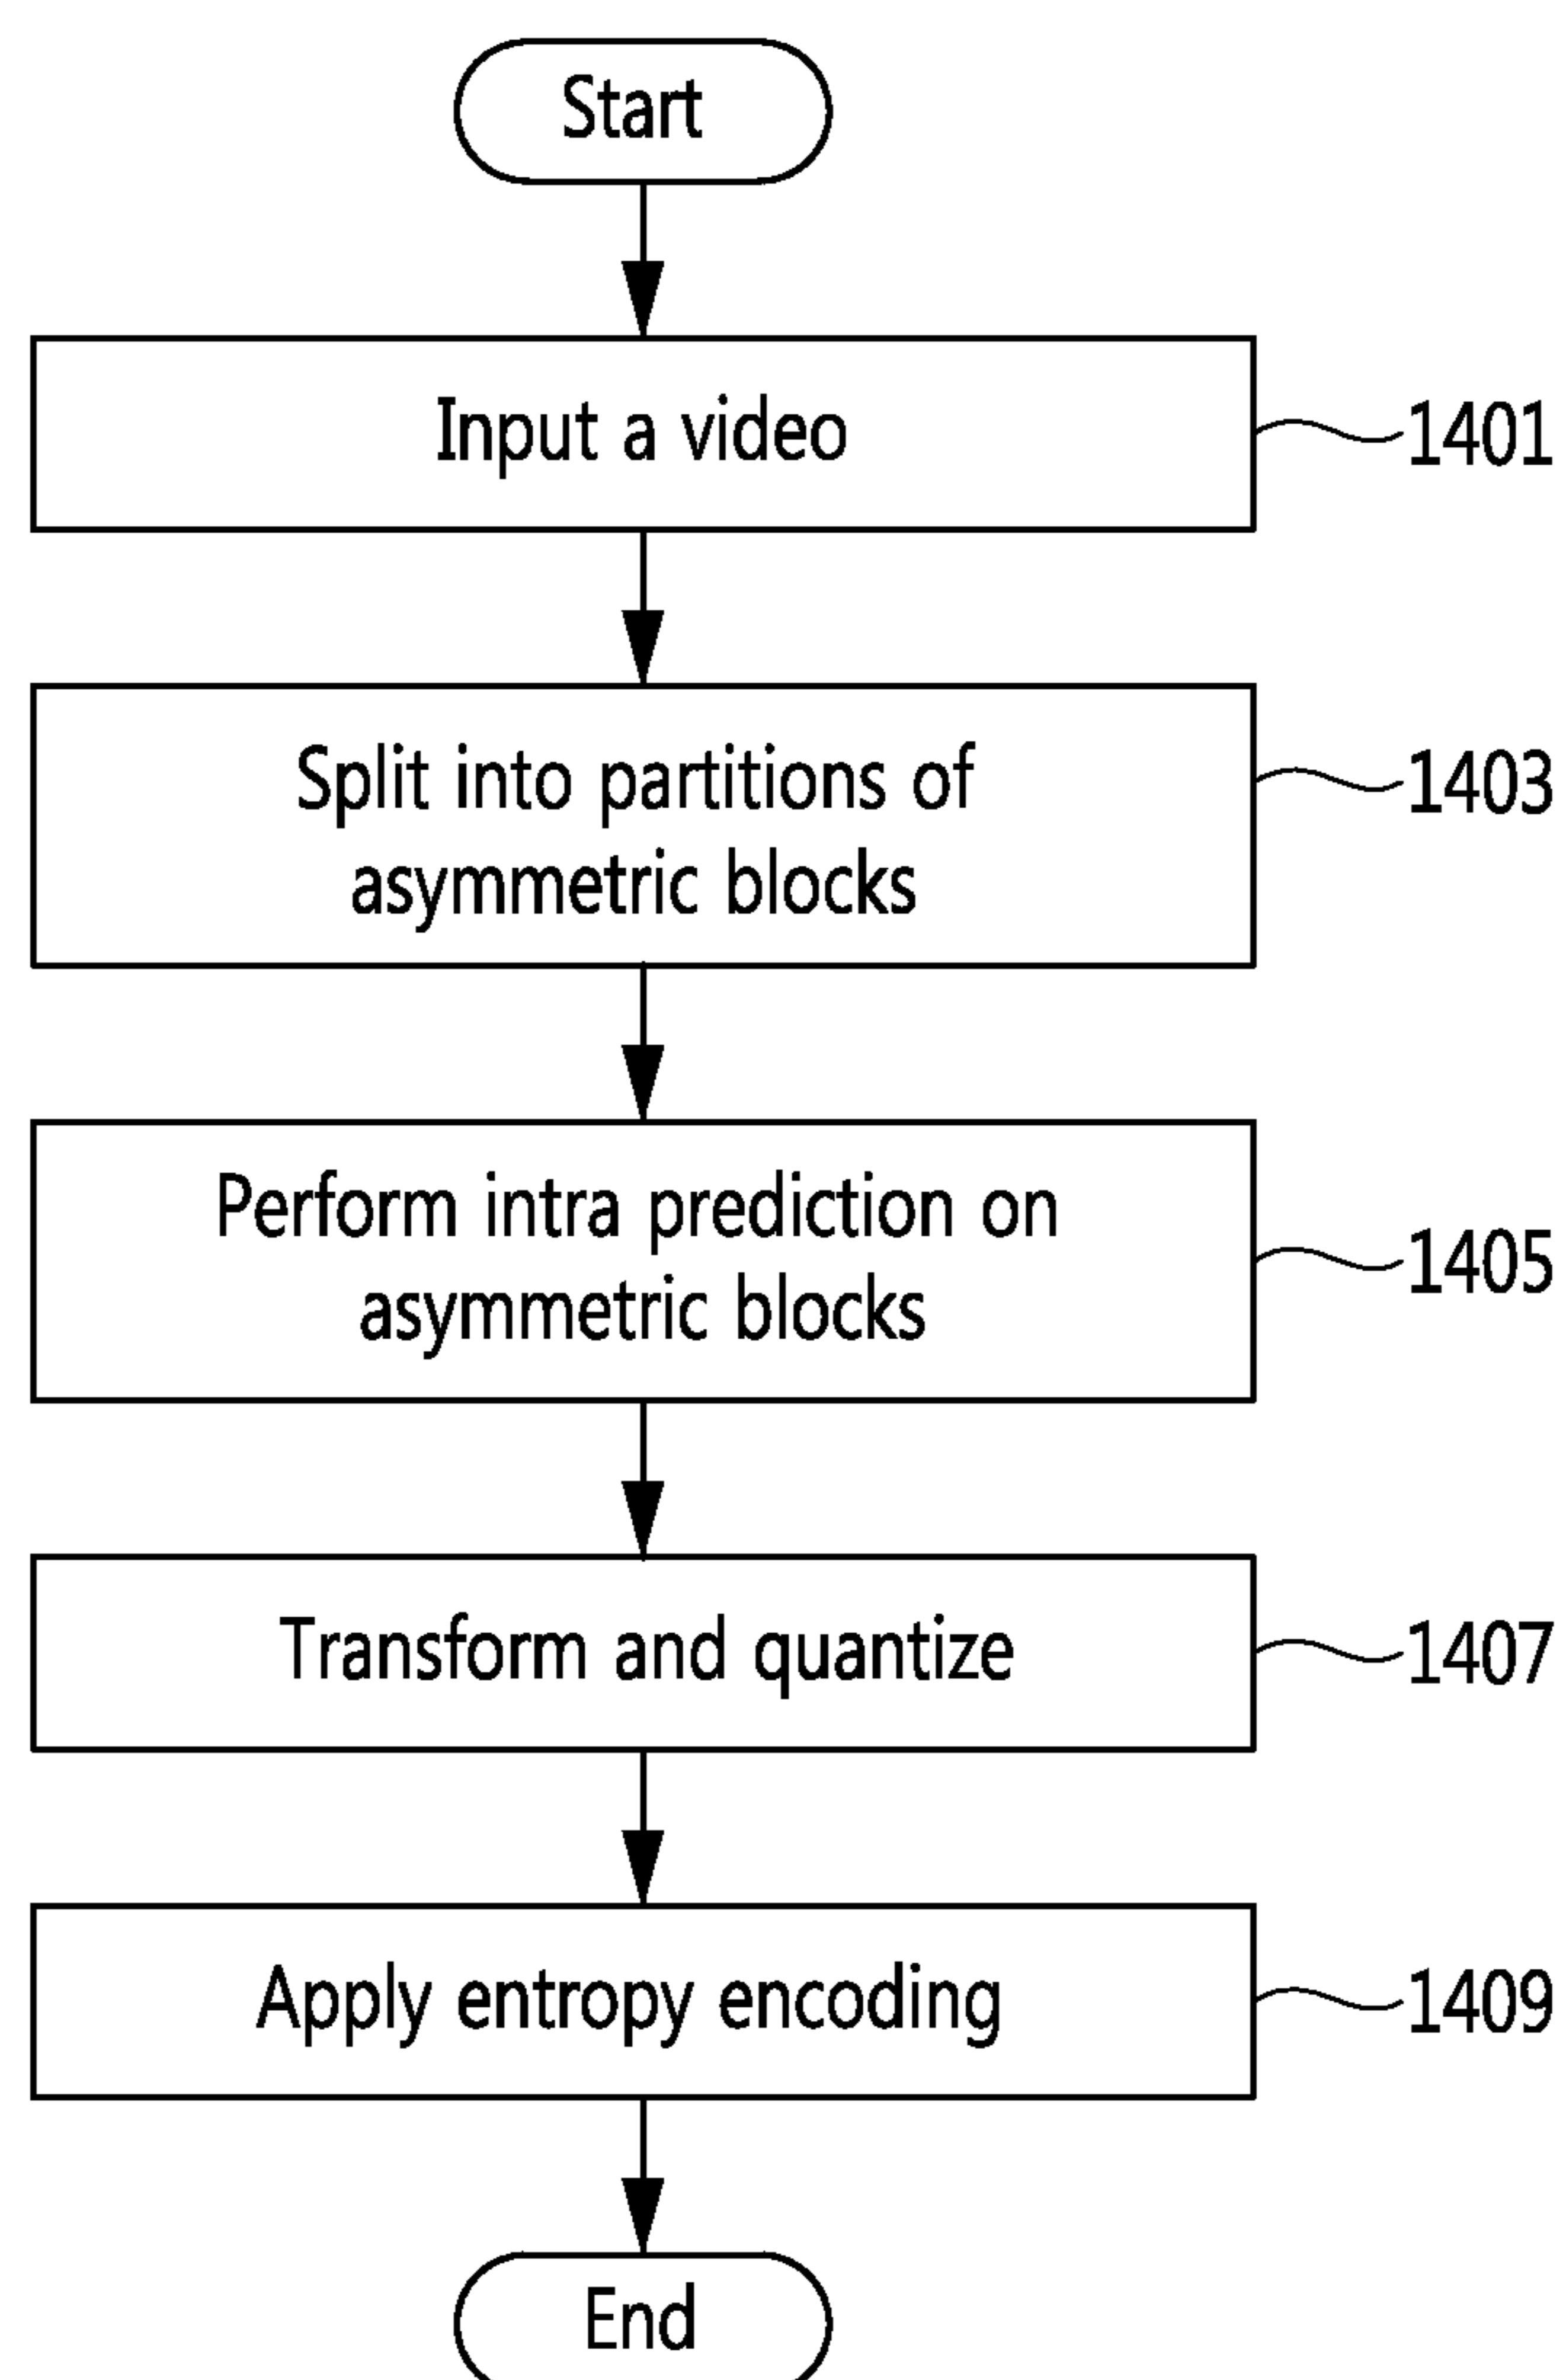 Start
Input a video
1401
Split into partitions of
asymmetric blocks
1403
Perform intra prediction on
asymmetric blocks
1405
Transform and quantize
1407
Apply entropy encoding
1409
End